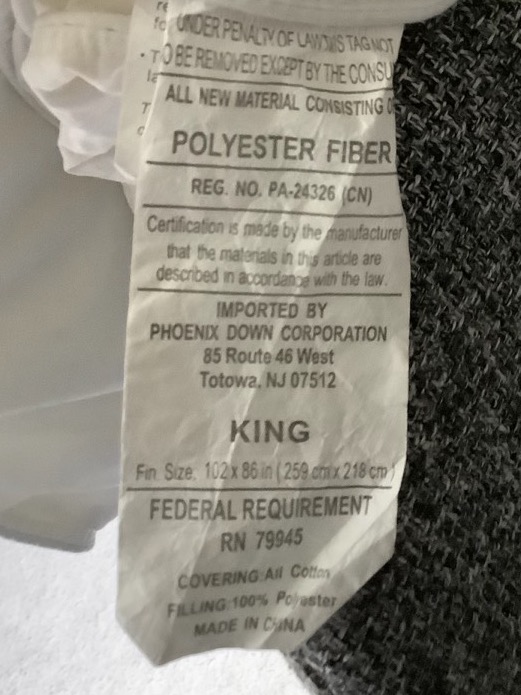 UNDER PENALTY OF LAW THIS TAG NOT
TO BE REMOVED EXCEPT BY THE CONSU
ALL NEW MATERIAL CONSISTING O
POLYESTER FIBER
REG. NO. PA-24326 (CN)
Certification is made by the manufacturer
that the materials in this article are
described in accordance with the law.
IMPORTED BY
PHOENIX DOWN CORPORATION
85 Route 46 West
Totowa, NJ 07512
KING
Fin Size: 102 x 86 in ( 259 cm x 218 cm )
FEDERAL REQUIREMENT
RN 79945
COVERING:All Cotton
FILLING:100% Polyester
MADE IN CHINA